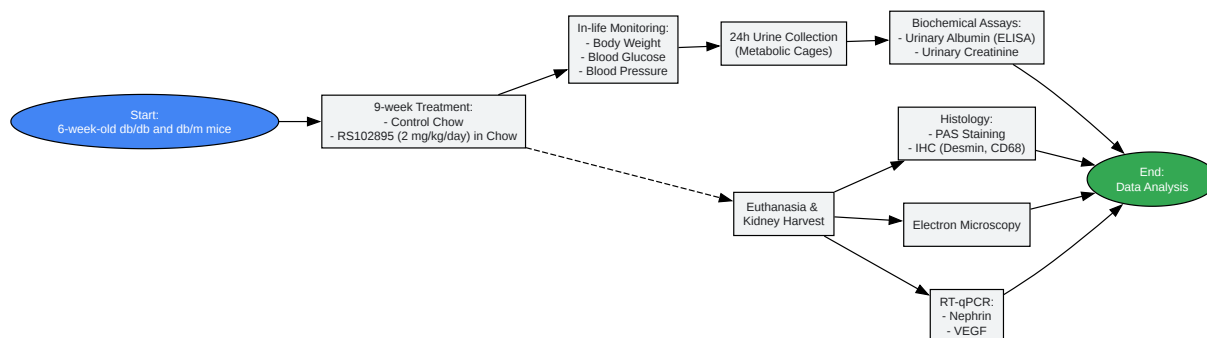 Start:
6-week-old db/db and db/m mice
9-week Treatment:
- Control Chow
- RS102895 (2 mg/kg/day) in Chow
In-life Monitoring:
- Body Weight
- Blood Glucose
- Blood Pressure
24h Urine Collection
(Metabolic Cages)
Biochemical Assays:
- Urinary Albumin (ELISA)
- Urinary Creatinine
Euthanasia &
Kidney Harvest
Histology:
- PAS Staining
- IHC (Desmin, CD68)
Electron Microscopy
RT-qPCR:
- Nephrin
- VEGF
End:
Data Analysis